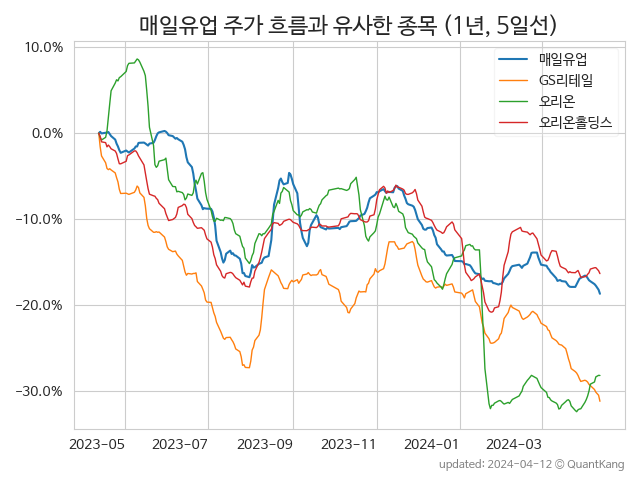 매일유업 주가 흐름과 유사한 종목 (1년, 5일선)
매일유업
GS리테일
오리온
오리온홀딩스
10.0%
0.0%
−10.0%
−20.0%
−30.0%
2023-05 2023-07 2023-09 2023-11 2024-01 2024-03
updated: 2024-04-12 © QuantKang